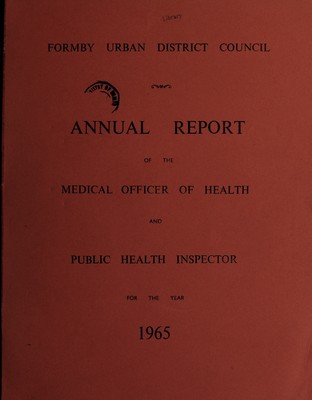 FORMBY URBAN DISTRICT COUNCIL
ANNUAL REPORT
OF THE
MEDICAL OFFICER OF HEALTH
AND
PUBLIC HEALTH INSPECTOR
FOR THE YEAR
1965